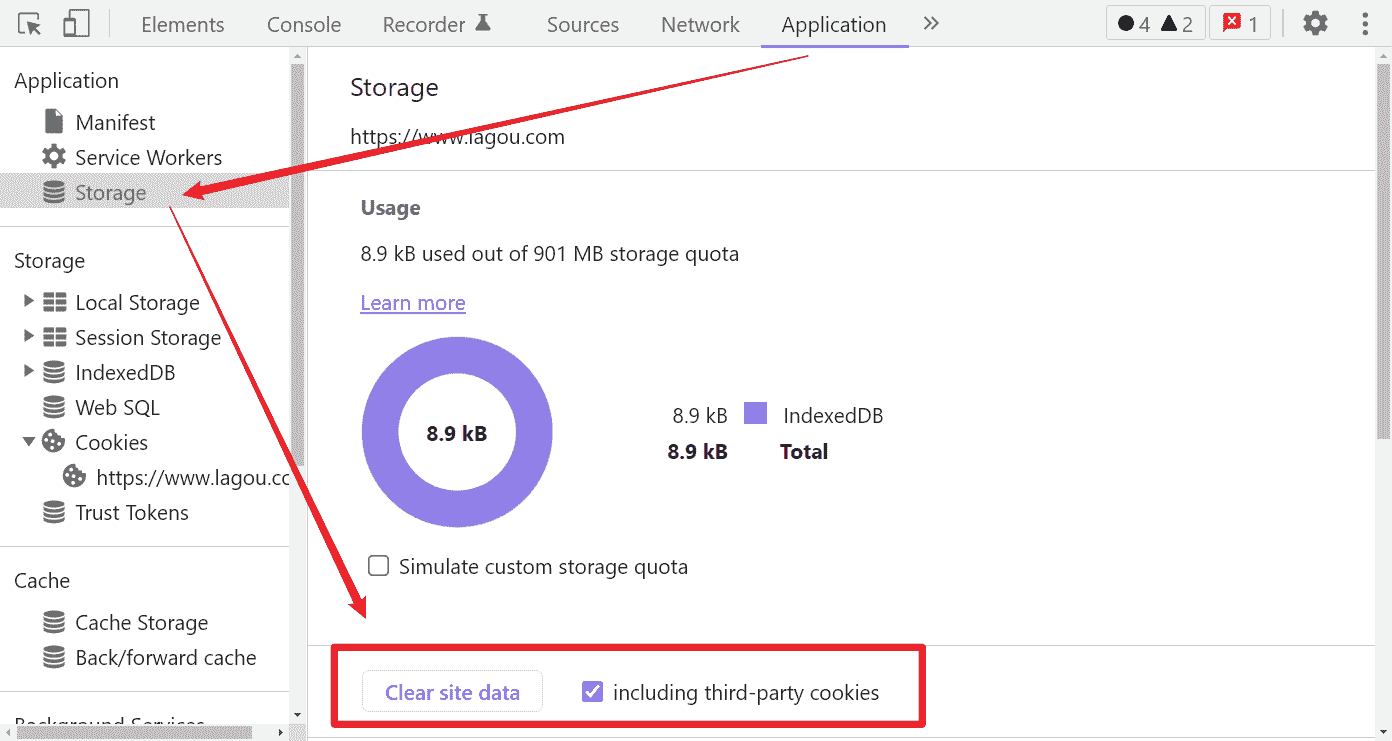 Elements Console Recorder Sources Network Application 4 2 1
Application
Manifest
Service Workers
Storage
Storage
Local Storage
Session Storage
IndexedDB
Web SQL
Cookies
https://www.lagou.cc
Trust Tokens
Cache
Cache Storage
Back/forward cache
Background Services
Storage
https://www.lagou.com
Usage
8.9 kB used out of 901 MB storage quota
Learn more
8.9 kB
8.9 kB IndexedDB
8.9 kB Total
Simulate custom storage quota
Clear site data including third-party cookies